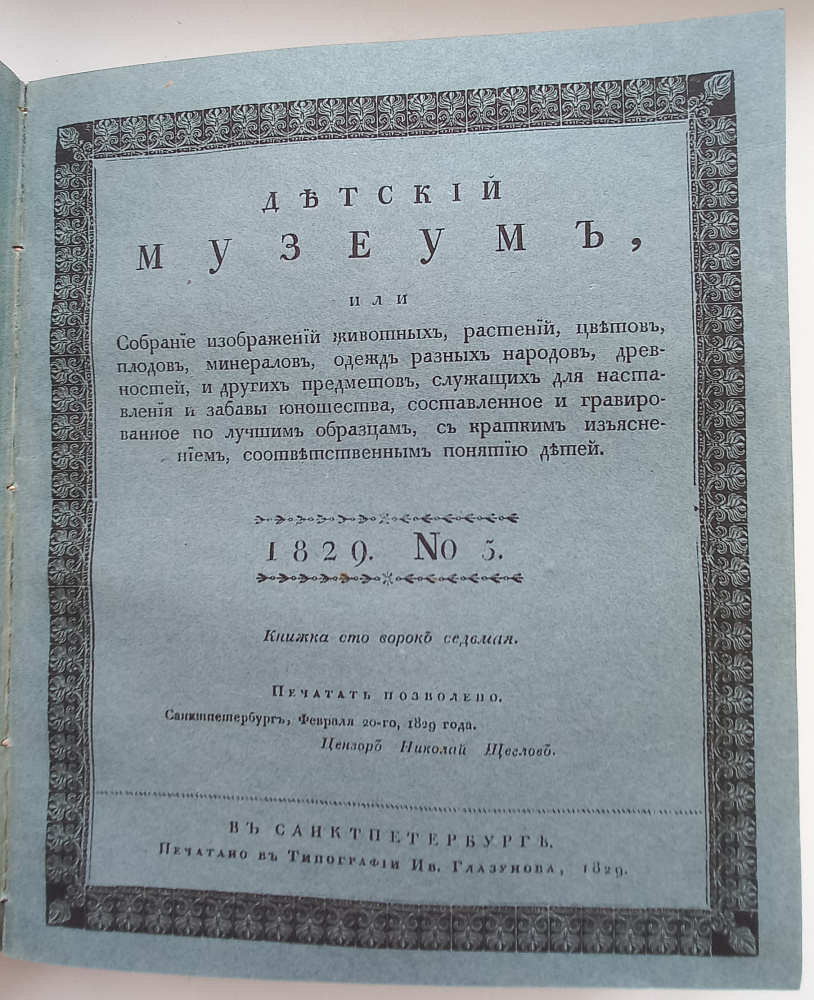 ДѢТСКІЙ
МУЗЕУМЪ,
или
Собраніе изображеній животныхъ, растеній, цвѣтовъ,
плодовъ, минераловъ, одеждъ разныхъ народовъ, древ-
ностей, и другихъ предметовъ, служащихъ для наста-
вленія и забавы юношества, составленное и гравиро-
ванное по лучшимъ образцамъ, съ краткимъ изъясне-
ніемъ, соотвѣтственнымъ понятію дѣтей.
1829. No 5.
Книжка сто ворокъ седьмая.
Печатать позволено.
Санктпетербургъ, Февраля 20-го, 1829 года.
Цензоръ Николай Щегловъ.
ВЪ САНКТПЕТЕРБУРГѢ.
Печатано въ Типографіи Ив. Глазунова, 1829.